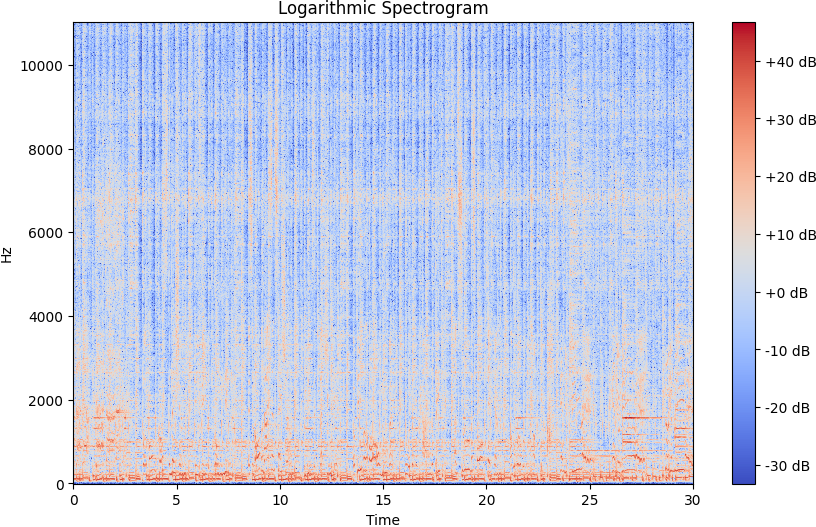 Logarithmic Spectrogram
Hz
10000
8000
6000
4000
2000
0
0 5 10 15 20 25 30
Time
+40 dB
+30 dB
+20 dB
+10 dB
+0 dB
-10 dB
-20 dB
-30 dB